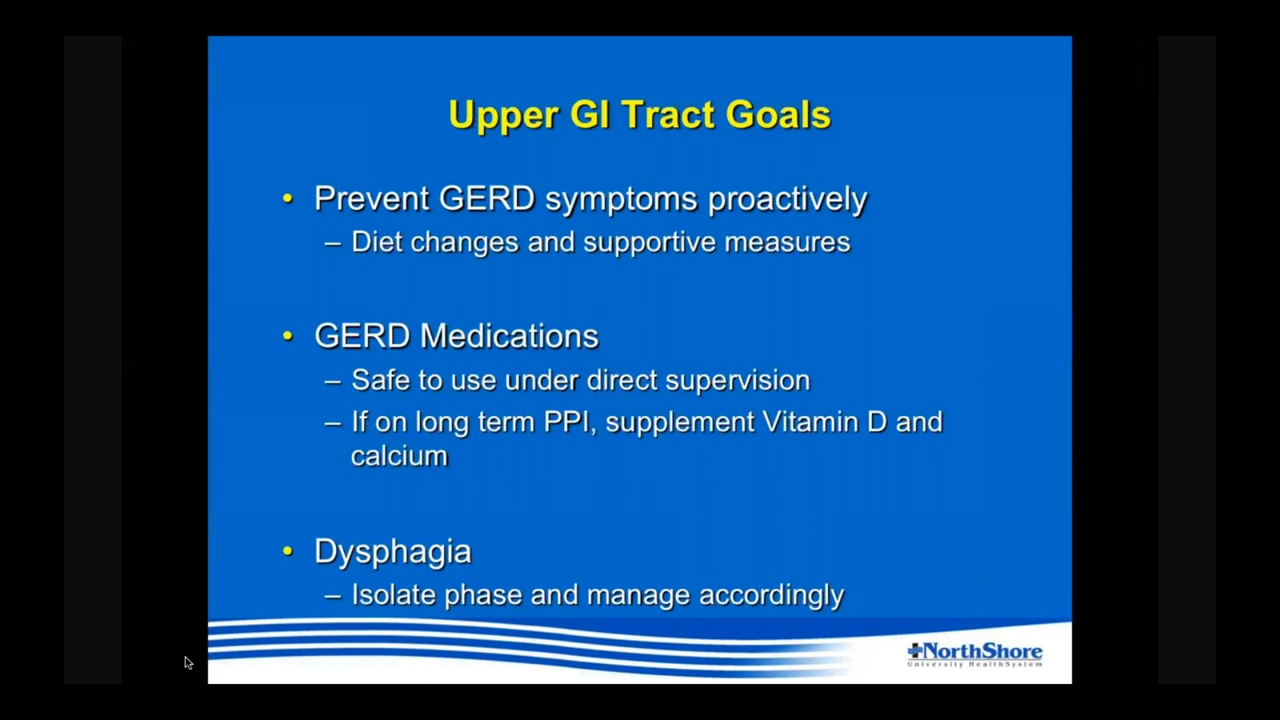 Upper GI Tract Goals
• Prevent GERD symptoms proactively
– Diet changes and supportive measures
• GERD Medications
– Safe to use under direct supervision
– If on long term PPI, supplement Vitamin D and
calcium
• Dysphagia
– Isolate phase and manage accordingly
NorthShore
University HealthSystem